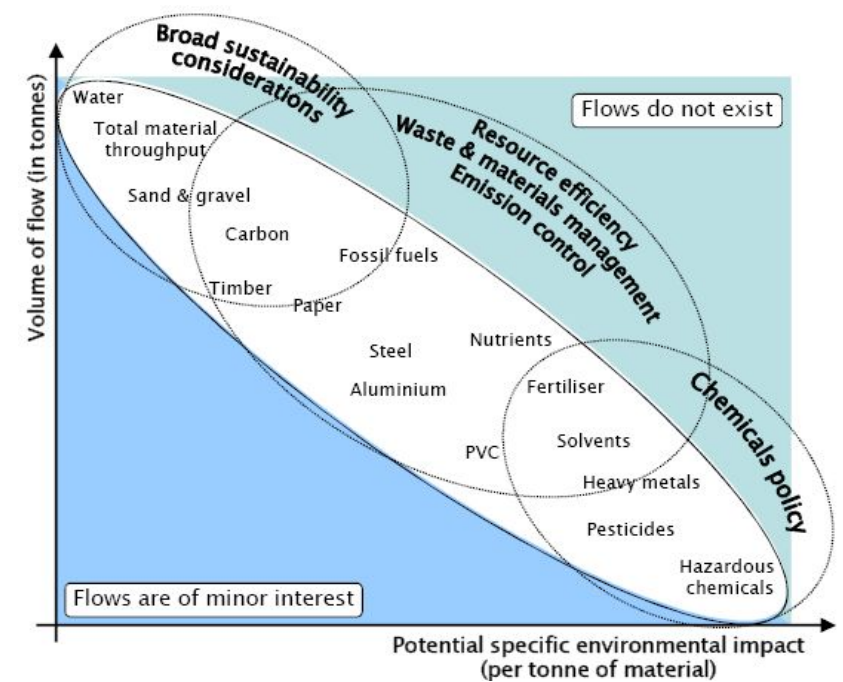 Broad sustainability
considerations
Water
Flows do not exist
Total material
throughput
Resource efficiency
Waste & materials management
Emission control
Sand & gravel
Carbon
Fossil fuels
Timber
Paper
Nutrients
Steel
Aluminium
Fertiliser
Chemicals policy
Solvents
PVC
Heavy metals
Pesticides
Hazardous
chemicals
Flows are of minor interest
Volume of flow (in tonnes)
Potential specific environmental impact
(per tonne of material)